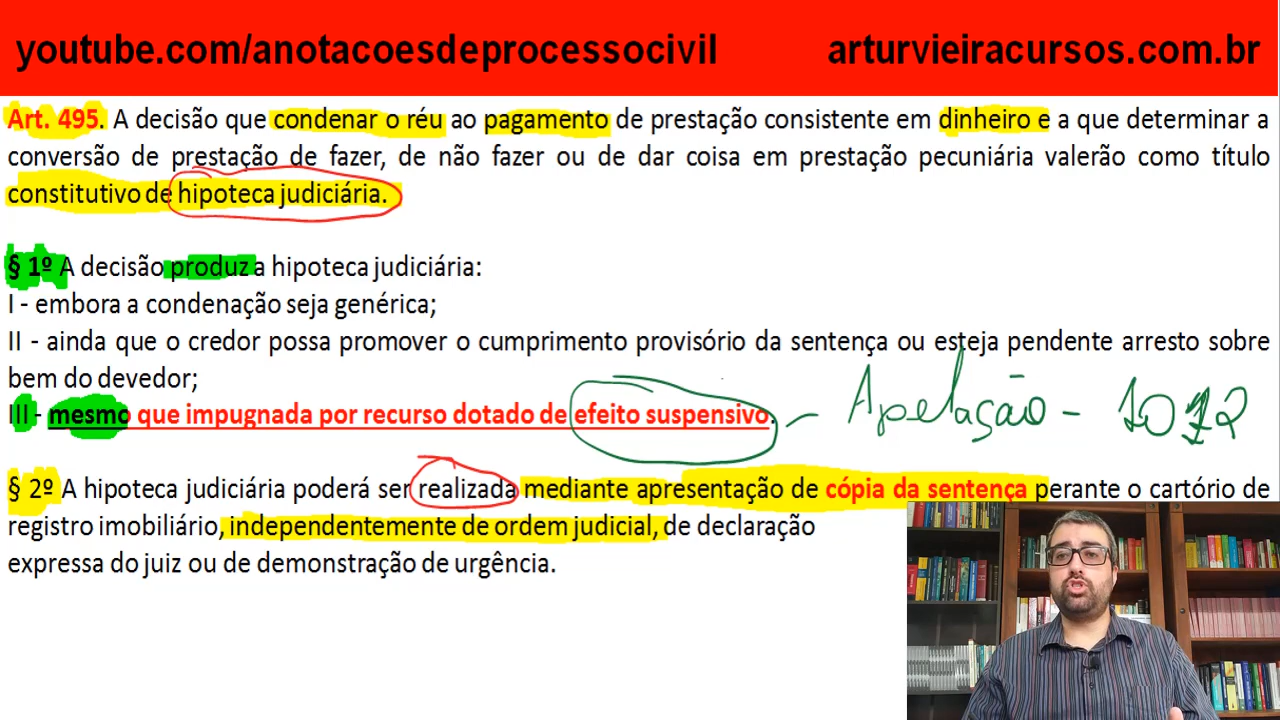 youtube.com/anotacoesdeprocessocivil arturvieiracursos.com.br
Art. 495. A decisão que condenar o réu ao pagamento de prestação consistente em dinheiro e a que determinar a
conversão de prestação de fazer, de não fazer ou de dar coisa em prestação pecuniária valerão como título
constitutivo de hipoteca judiciária.
§ 1º A decisão produz a hipoteca judiciária:
I - embora a condenação seja genérica;
II - ainda que o credor possa promover o cumprimento provisório da sentença ou esteja pendente arresto sobre
bem do devedor;
III - mesmo que impugnada por recurso dotado de efeito suspensivo. - Apelação - 1012
§ 2º A hipoteca judiciária poderá ser realizada mediante apresentação de cópia da sentença perante o cartório de
registro imobiliário, independentemente de ordem judicial, de declaração
expressa do juiz ou de demonstração de urgência.